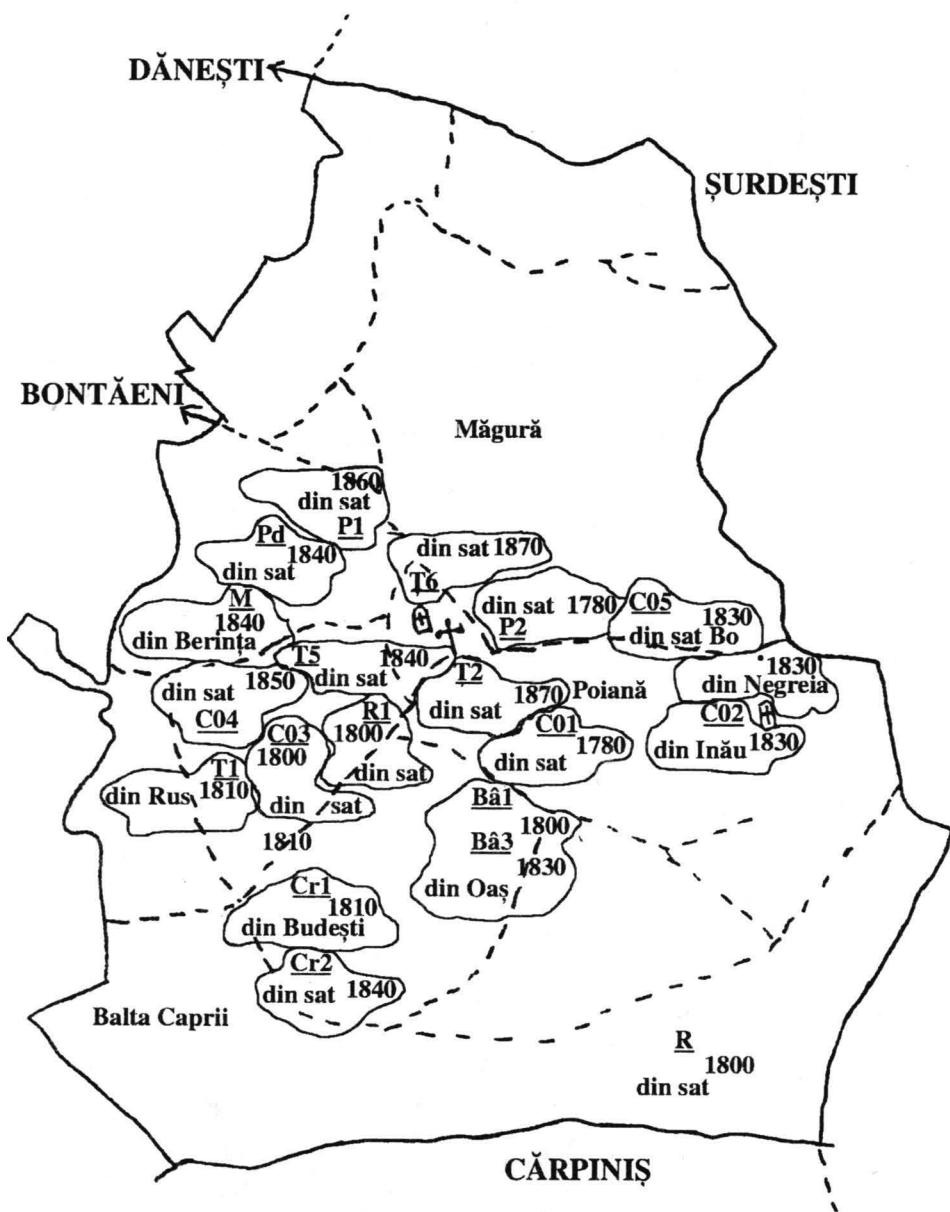 DĂNEȘTI
ȘURDEȘTI
BONTĂENI
Măgură
1860
din sat
P1
Pd
1840
din sat
din sat 1870
Ț6
M
1840
din Berința
din sat 1780
P2
C05
1830
din sat Bo
Ț5
1840
din sat
1850
din sat
C04
Ț2
1870
din sat
Poiană
1830
din Negreia
C02
din Inău 1830
R1
1800
din sat
C03
1800
din sat
C01
1780
din sat
T1
din Rus 1810
1810
Bâ1
1800
Bâ3
1830
din Oaș
Cr1
1810
din Budești
Cr2
din sat 1840
Balta Caprii
R
1800
din sat
CĂRPINIȘ